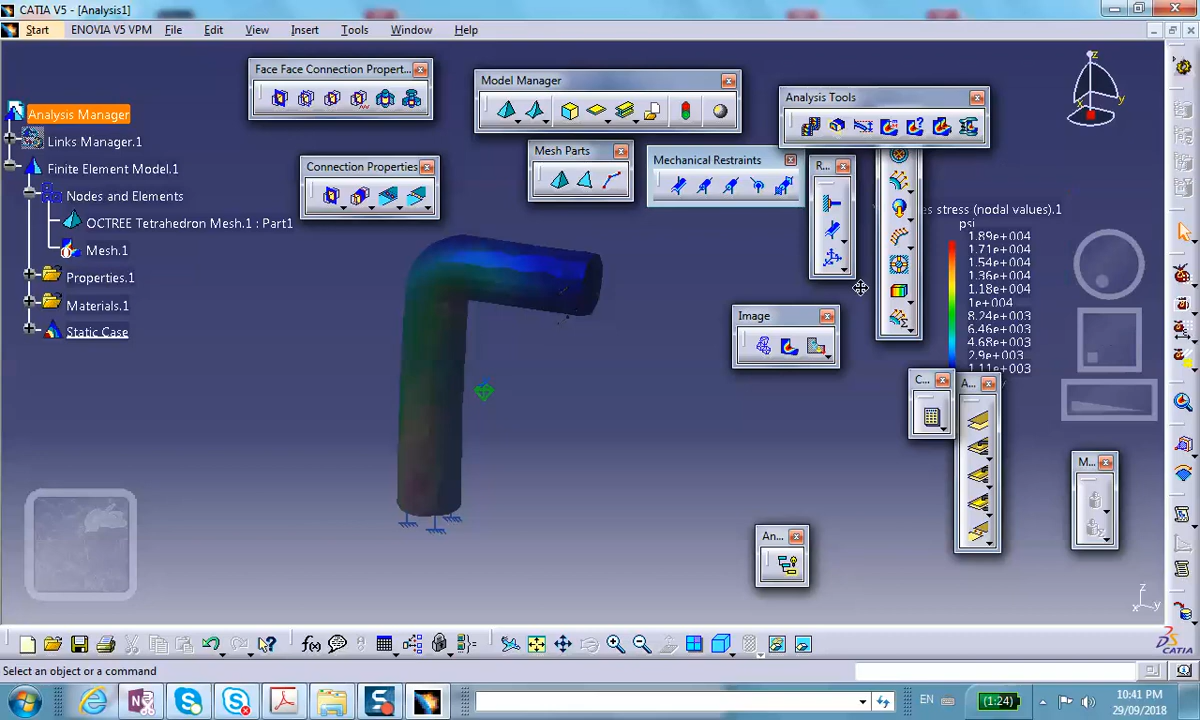 CATIA V5 - [Analysis1]
Start
ENOVIA V5 VPM
File
Edit
View
Insert
Tools
Window
Help
Face Face Connection Propert...
Model Manager
Analysis Tools
Analysis Manager
Links Manager.1
Finite Element Model.1
Nodes and Elements
OCTREE Tetrahedron Mesh.1 : Part1
Mesh.1
Properties.1
Materials.1
Static Case
Connection Properties
Mesh Parts
Mechanical Restraints
R...
stress (nodal values).1
psi
1.89e+004
1.71e+004
1.54e+004
1.36e+004
1.18e+004
1e+004
8.24e+003
6.46e+003
4.68e+003
2.9e+003
1.11e+003
Image
C...
A...
M...
An...
z
x
y
z
x y
f(x)
CATIA
Select an object or a command
EN
(1:24)
10:41 PM
29/09/2018